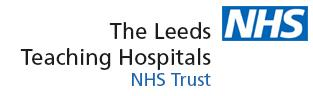 The Leeds NHS
Teaching Hospitals
NHS Trust